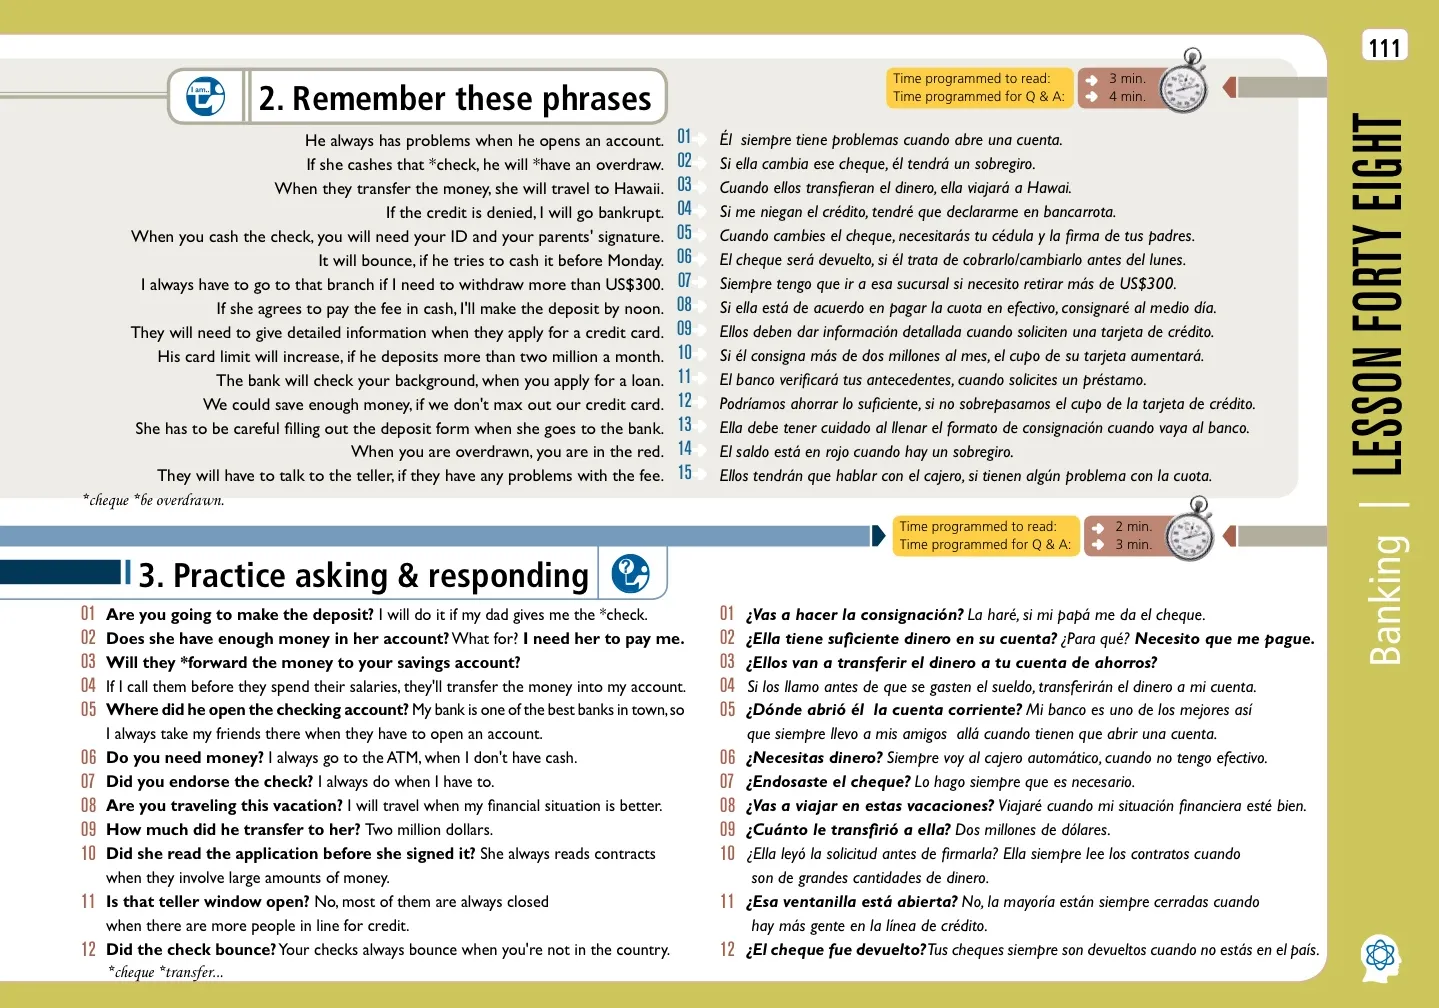 111
I am...
2. Remember these phrases
Time programmed to read: 3 min.
Time programmed for Q & A: 4 min.
He always has problems when he opens an account. 01 Él siempre tiene problemas cuando abre una cuenta.
If she cashes that *check, he will *have an overdraw. 02 Si ella cambia ese cheque, él tendrá un sobregiro.
When they transfer the money, she will travel to Hawaii. 03 Cuando ellos transfieran el dinero, ella viajará a Hawai.
If the credit is denied, I will go bankrupt. 04 Si me niegan el crédito, tendré que declararme en bancarrota.
When you cash the check, you will need your ID and your parents' signature. 05 Cuando cambies el cheque, necesitarás tu cédula y la firma de tus padres.
It will bounce, if he tries to cash it before Monday. 06 El cheque será devuelto, si él trata de cobrarlo/cambiarlo antes del lunes.
I always have to go to that branch if I need to withdraw more than US$300. 07 Siempre tengo que ir a esa sucursal si necesito retirar más de US$300.
If she agrees to pay the fee in cash, I'll make the deposit by noon. 08 Si ella está de acuerdo en pagar la cuota en efectivo, consignaré al medio día.
They will need to give detailed information when they apply for a credit card. 09 Ellos deben dar información detallada cuando soliciten una tarjeta de crédito.
His card limit will increase, if he deposits more than two million a month. 10 Si él consigna más de dos millones al mes, el cupo de su tarjeta aumentará.
The bank will check your background, when you apply for a loan. 11 El banco verificará tus antecedentes, cuando solicites un préstamo.
We could save enough money, if we don't max out our credit card. 12 Podríamos ahorrar lo suficiente, si no sobrepasamos el cupo de la tarjeta de crédito.
She has to be careful filling out the deposit form when she goes to the bank. 13 Ella debe tener cuidado al llenar el formato de consignación cuando vaya al banco.
When you are overdrawn, you are in the red. 14 El saldo está en rojo cuando hay un sobregiro.
They will have to talk to the teller, if they have any problems with the fee. 15 Ellos tendrán que hablar con el cajero, si tienen algún problema con la cuota.
*cheque *be overdrawn.
Time programmed to read: 2 min.
Time programmed for Q & A: 3 min.
3. Practice asking & responding
01 Are you going to make the deposit? I will do it if my dad gives me the *check.
02 Does she have enough money in her account? What for? I need her to pay me.
03 Will they *forward the money to your savings account?
04 If I call them before they spend their salaries, they'll transfer the money into my account.
05 Where did he open the checking account? My bank is one of the best banks in town, so
I always take my friends there when they have to open an account.
06 Do you need money? I always go to the ATM, when I don't have cash.
07 Did you endorse the check? I always do when I have to.
08 Are you traveling this vacation? I will travel when my financial situation is better.
09 How much did he transfer to her? Two million dollars.
10 Did she read the application before she signed it? She always reads contracts
when they involve large amounts of money.
11 Is that teller window open? No, most of them are always closed
when there are more people in line for credit.
12 Did the check bounce? Your checks always bounce when you're not in the country.
*cheque *transfer...
01 ¿Vas a hacer la consignación? La haré, si mi papá me da el cheque.
02 ¿Ella tiene suficiente dinero en su cuenta? ¿Para qué? Necesito que me pague.
03 ¿Ellos van a transferir el dinero a tu cuenta de ahorros?
04 Si los llamo antes de que se gasten el sueldo, transferirán el dinero a mi cuenta.
05 ¿Dónde abrió él la cuenta corriente? Mi banco es uno de los mejores así
que siempre llevo a mis amigos allá cuando tienen que abrir una cuenta.
06 ¿Necesitas dinero? Siempre voy al cajero automático, cuando no tengo efectivo.
07 ¿Endosaste el cheque? Lo hago siempre que es necesario.
08 ¿Vas a viajar en estas vacaciones? Viajaré cuando mi situación financiera esté bien.
09 ¿Cuánto le transfirió a ella? Dos millones de dólares.
10 ¿Ella leyó la solicitud antes de firmarla? Ella siempre lee los contratos cuando
son de grandes cantidades de dinero.
11 ¿Esa ventanilla está abierta? No, la mayoría están siempre cerradas cuando
hay más gente en la línea de crédito.
12 ¿El cheque fue devuelto? Tus cheques siempre son devueltos cuando no estás en el país.
Banking | LESSON FORTY EIGHT